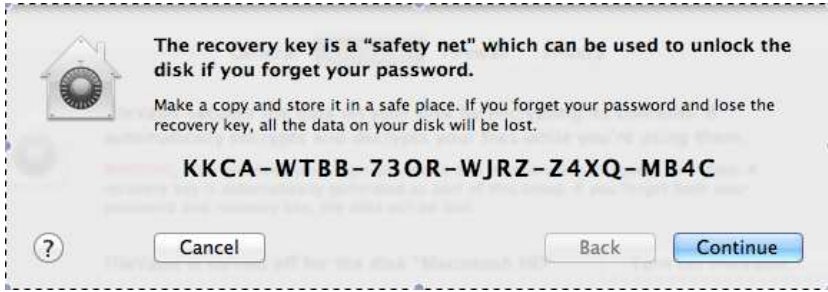 The recovery key is a “safety net" which can be used to unlock the
disk if you forget your password.
Make a copy and store it in a safe place. If you forget your password and lose the
recovery key, all the data on your disk will be lost.
KKCA-WTBB-73OR-WJRZ-Z4XQ-MB4C
?
Cancel
Back
Continue